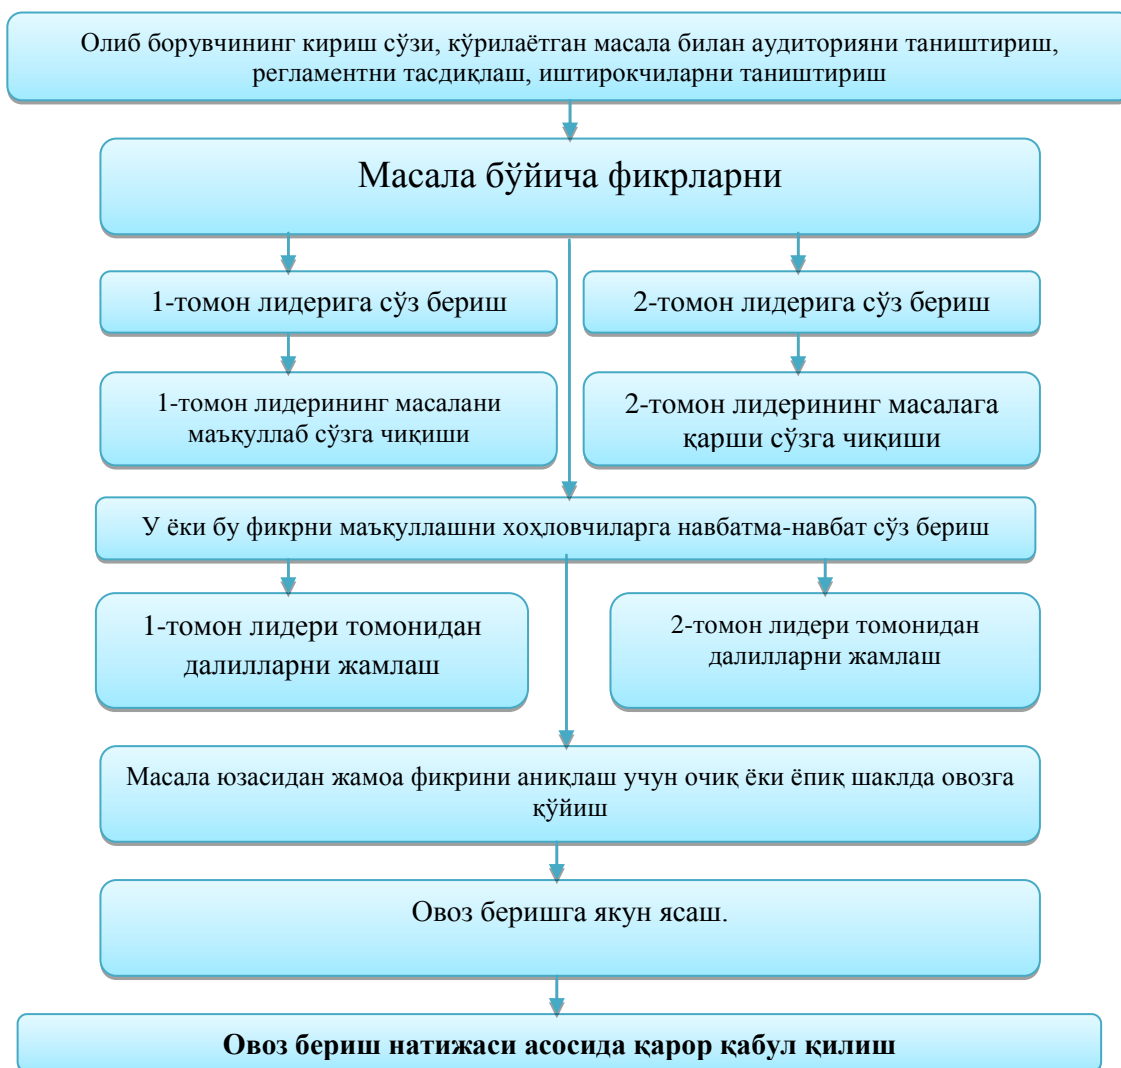 Олиб борувчининг кириш сўзи, кўрилаётган масала билан аудиторияни таништириш,
регламентни тасдиқлаш, иштирокчиларни таништириш
Масала бўйича фикрларни
1-томон лидерига сўз бериш
2-томон лидерига сўз бериш
1-томон лидерининг масалани
маъқуллаб сўзга чиқиши
2-томон лидерининг масалага
қарши сўзга чиқиши
У ёки бу фикрни маъқуллашни хоҳловчиларга навбатма-навбат сўз бериш
1-томон лидери томонидан
далилларни жамлаш
2-томон лидери томонидан
далилларни жамлаш
Масала юзасидан жамоа фикрини аниқлаш учун очиқ ёки ёпиқ шаклда овозга
қўйиш
Овоз беришга якун ясаш.
Овоз бериш натижаси асосида қарор қабул қилиш